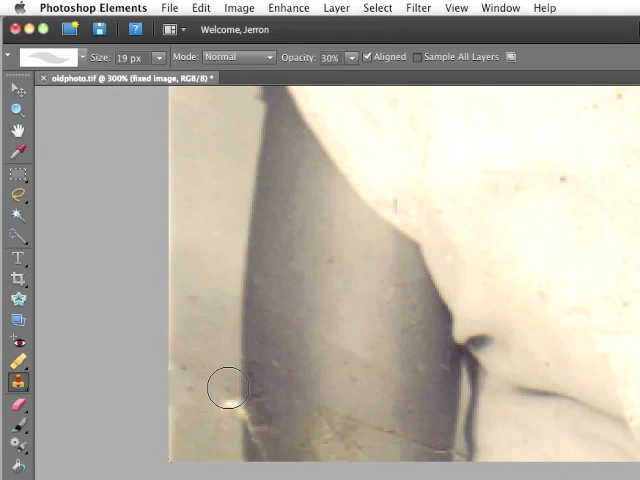 Photoshop Elements File Edit Image Enhance Layer Select Filter View Window Help
Welcome, Jerron
Size: 19 px Mode: Normal Opacity: 30% Aligned Sample All Layers
oldphoto.tif @ 300% (fixed image, RGB/8) *
T